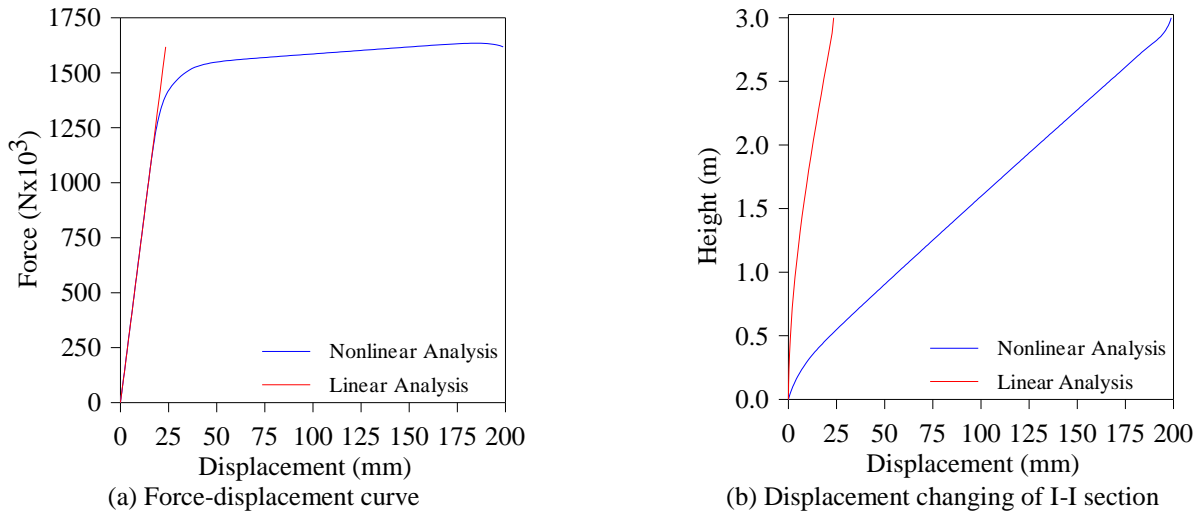 1750
1500
1250
1000
750
500
250
0
Force (Nx10³)
Nonlinear Analysis
Linear Analysis
0 25 50 75 100 125 150 175 200
Displacement (mm)
(a) Force-displacement curve
3.0
2.5
2.0
1.5
1.0
0.5
0.0
Height (m)
Nonlinear Analysis
Linear Analysis
0 25 50 75 100 125 150 175 200
Displacement (mm)
(b) Displacement changing of I-I section